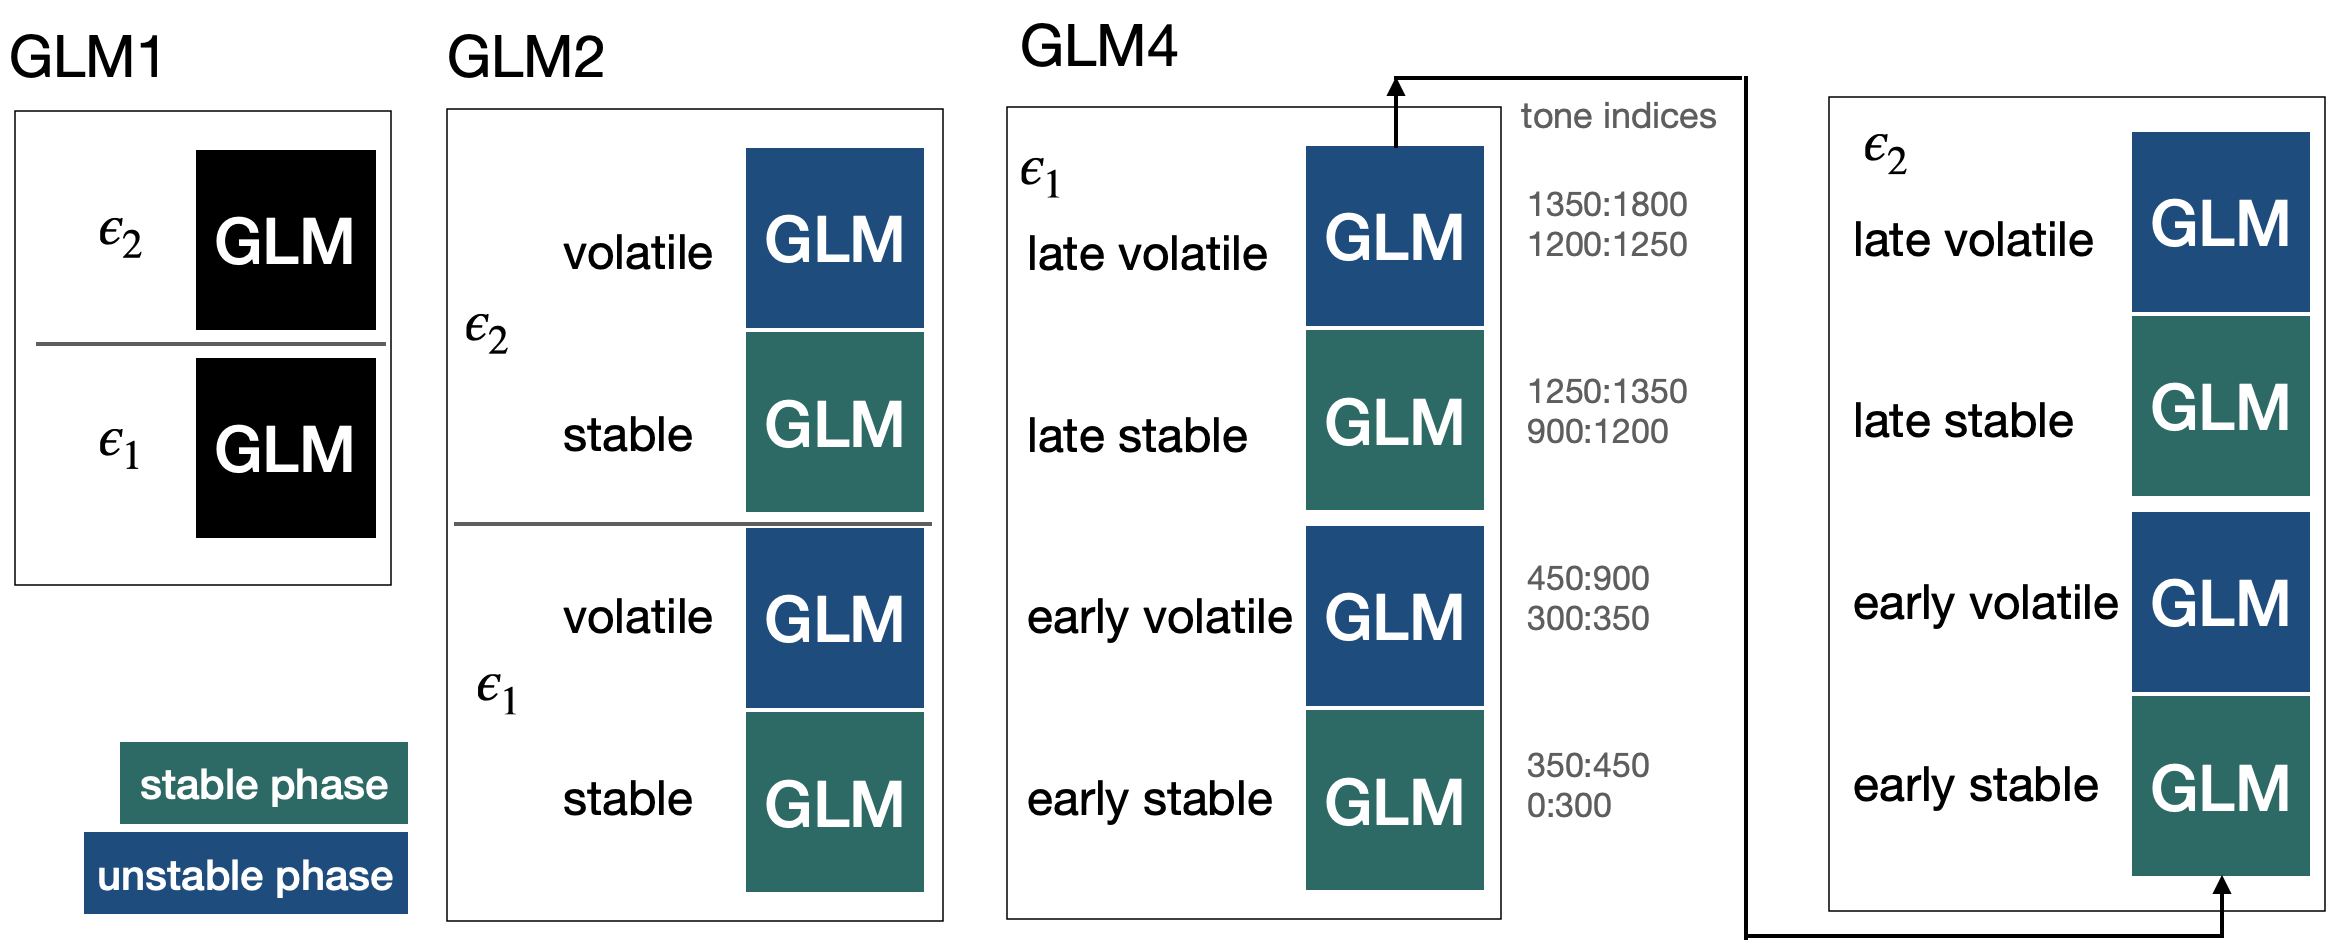 GLM1
ϵ2 GLM
ϵ1 GLM
stable phase
unstable phase
GLM2
volatile GLM
ϵ2
stable GLM
volatile GLM
ϵ1
stable GLM
GLM4
tone indices
ϵ1
late volatile GLM
1350:1800
1200:1250
late stable GLM
1250:1350
900:1200
early volatile GLM
450:900
300:350
early stable GLM
350:450
0:300
ϵ2
late volatile GLM
late stable GLM
early volatile GLM
early stable GLM